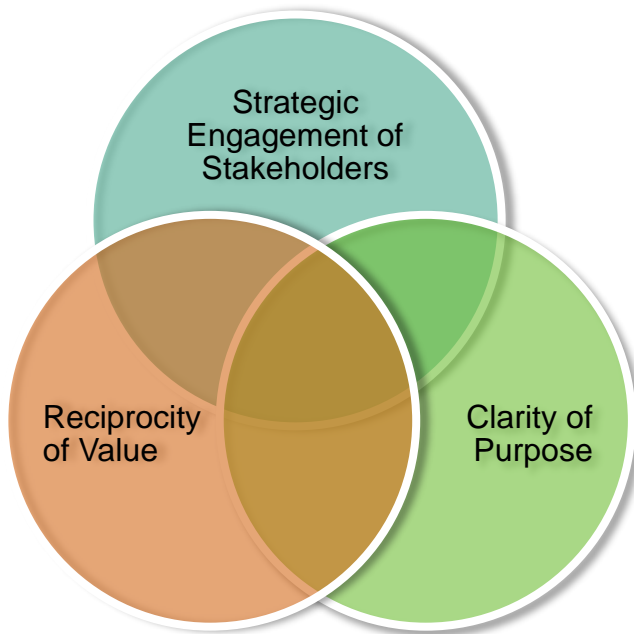 Strategic
Engagement of
Stakeholders
Reciprocity
of Value
Clarity of
Purpose